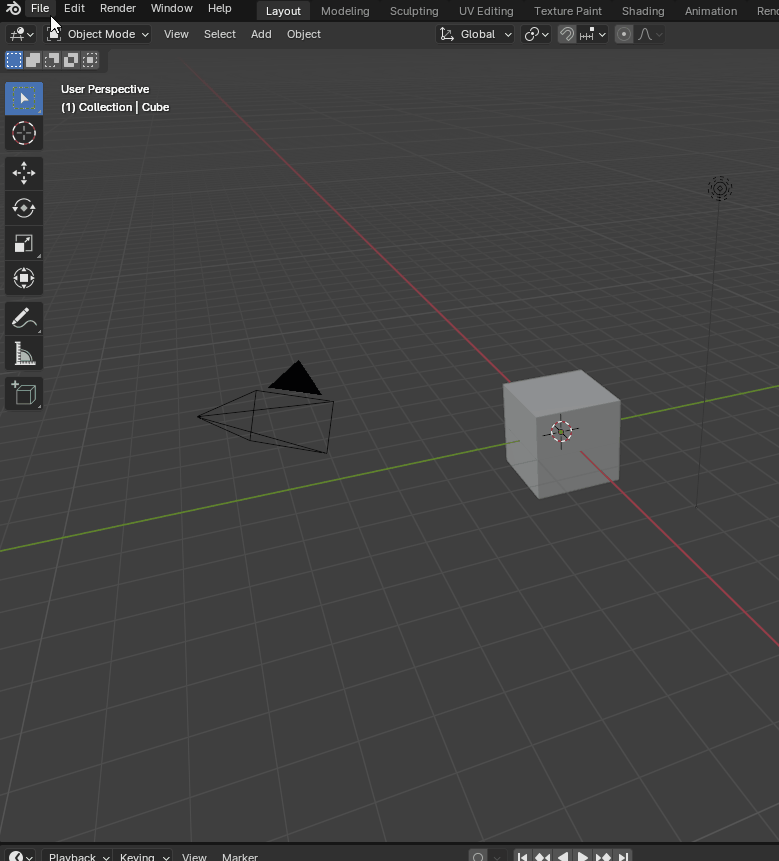 File Edit Render Window Help Layout Modeling Sculpting UV Editing Texture Paint Shading Animation
Object Mode View Select Add Object Global
User Perspective
(1) Collection | Cube
Playback Keying View Marker